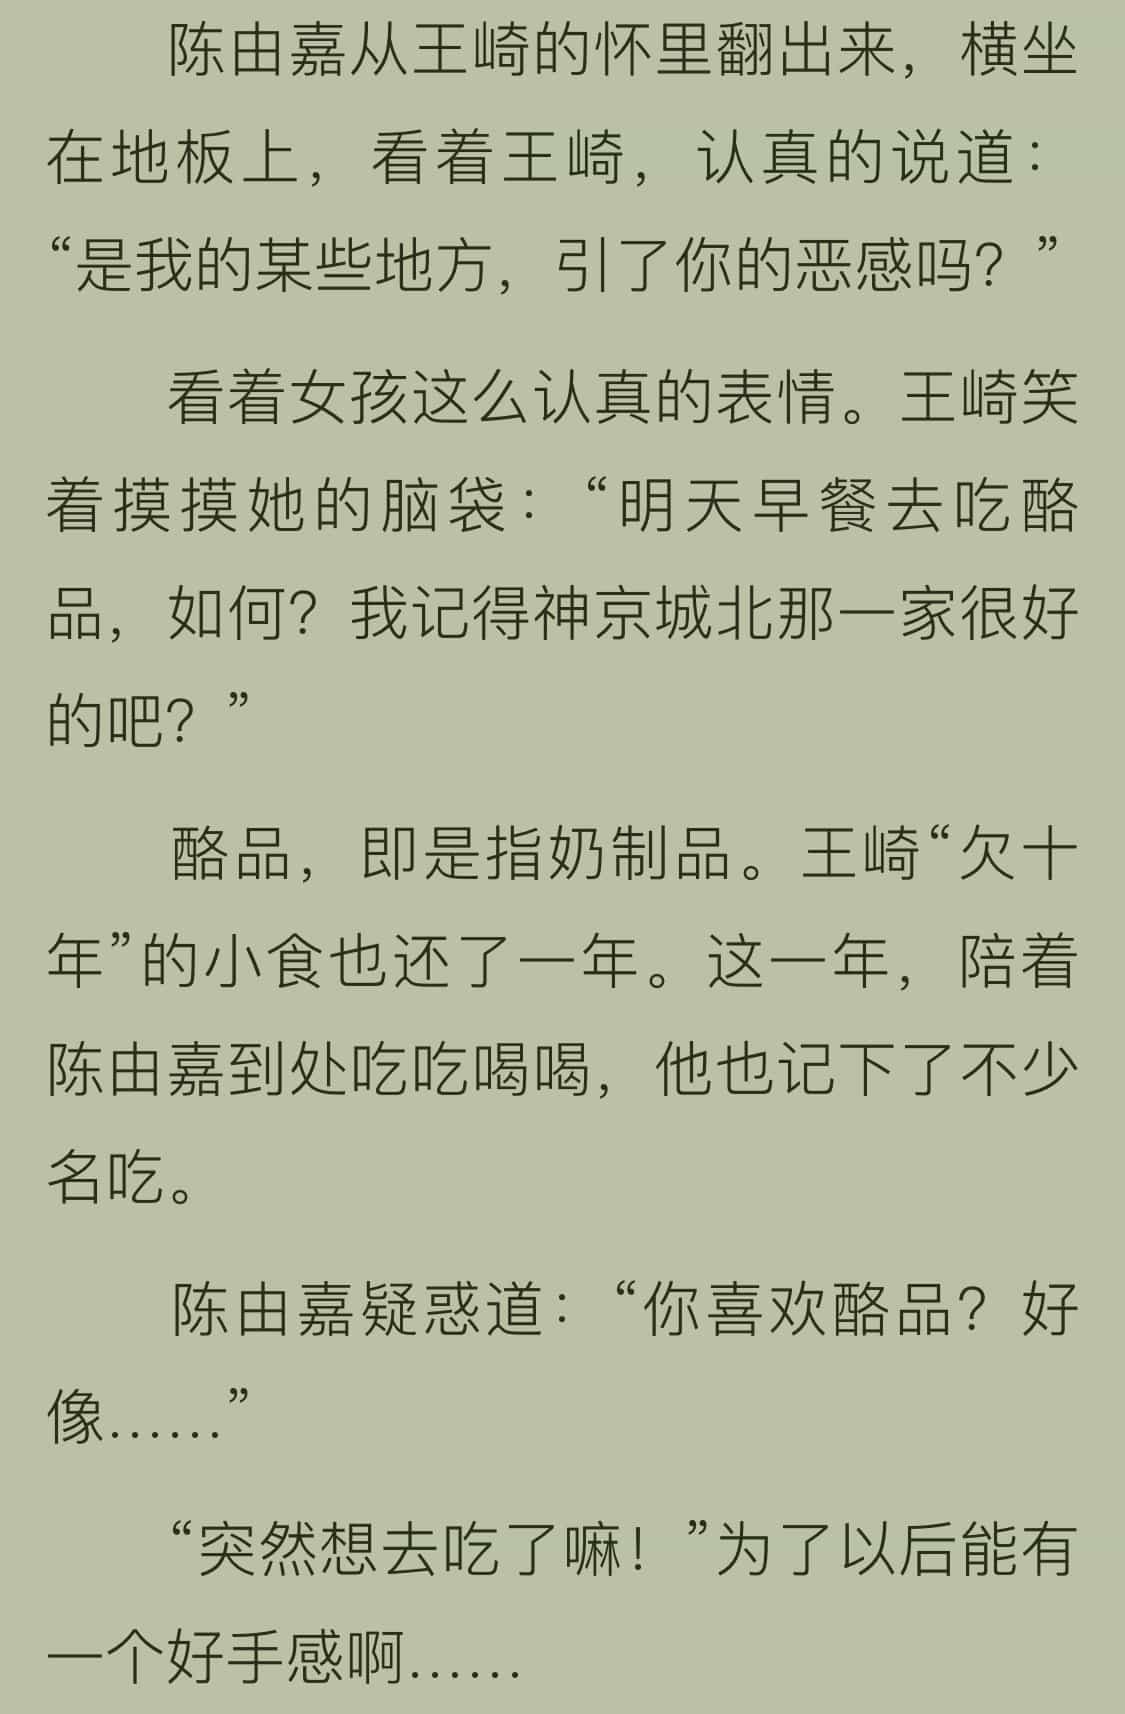 陈由嘉从王崎的怀里翻出来，横坐
在地板上，看着王崎，认真的说道：
“是我的某些地方，引了你的恶感吗？”
看着女孩这么认真的表情。王崎笑
着摸摸她的脑袋：“明天早餐去吃酪
品，如何？我记得神京城北那一家很好
的吧？”
酪品，即是指奶制品。王崎“欠十
年”的小食也还了一年。这一年，陪着
陈由嘉到处吃吃喝喝，他也记下了不少
名吃。
陈由嘉疑惑道：“你喜欢酪品？好
像……”
“突然想去吃了嘛！”为了以后能有
一个好手感啊……